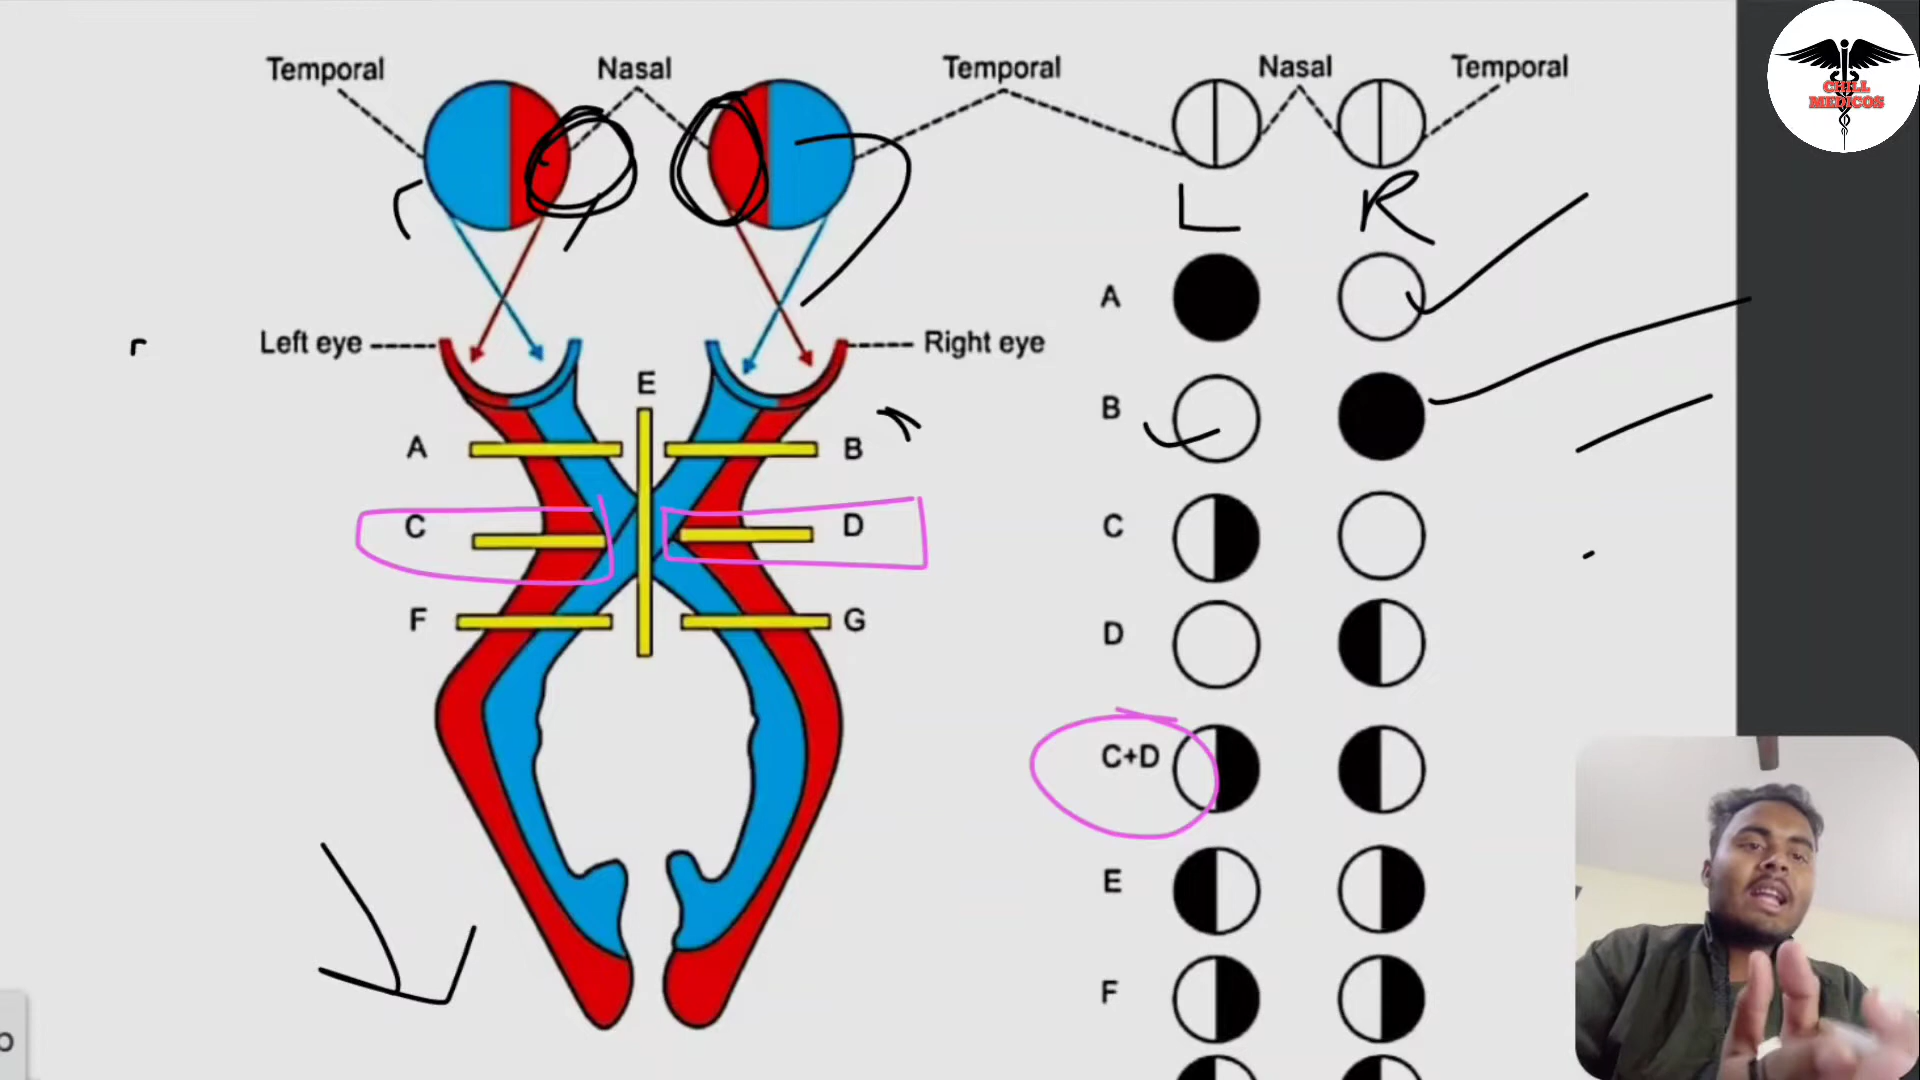 Temporal
Nasal
Temporal
Nasal
Temporal
CHILL
MEDICOS
L
R
A
Left eye
Right eye
E
B
A
B
C
D
C
F
G
D
C+D
E
F